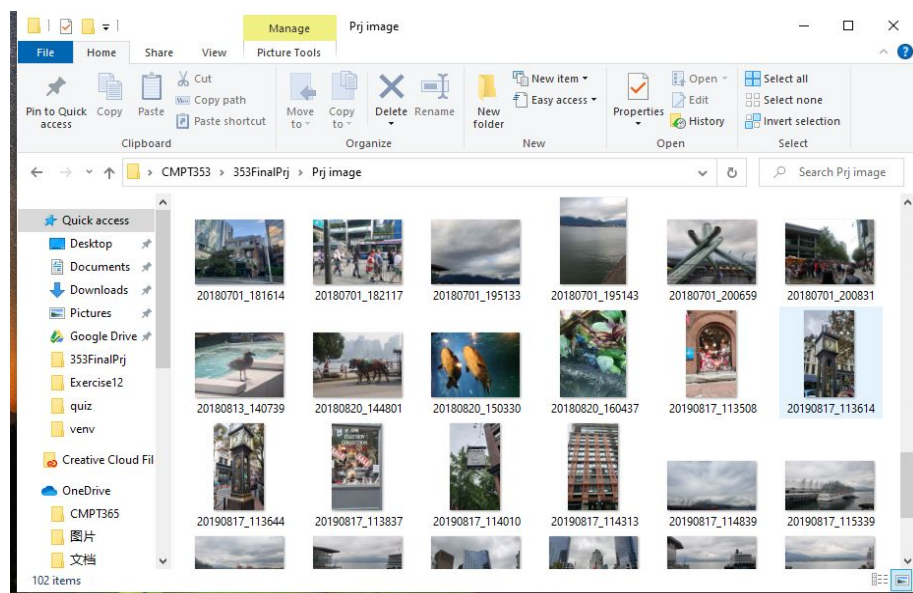 Manage
Prj image
File
Home
Share
View
Picture Tools
Pin to Quick access
Copy
Paste
Cut
Copy path
Paste shortcut
Clipboard
Move to
Copy to
Delete
Rename
Organize
New folder
New item
Easy access
New
Properties
Open
Edit
History
Open
Select all
Select none
Invert selection
Select
CMPT353 > 353FinalPrj > Prj image
Search Prj image
Quick access
Desktop
Documents
Downloads
Pictures
Google Drive
353FinalPrj
Exercise12
quiz
venv
Creative Cloud Fil
OneDrive
CMPT365
图片
文档
20180701_181614
20180701_182117
20180701_195133
20180701_195143
20180701_200659
20180701_200831
20180813_140739
20180820_144801
20180820_150330
20180820_160437
20190817_113508
20190817_113614
20190817_113644
20190817_113837
20190817_114010
20190817_114313
20190817_114839
20190817_115339
102 items